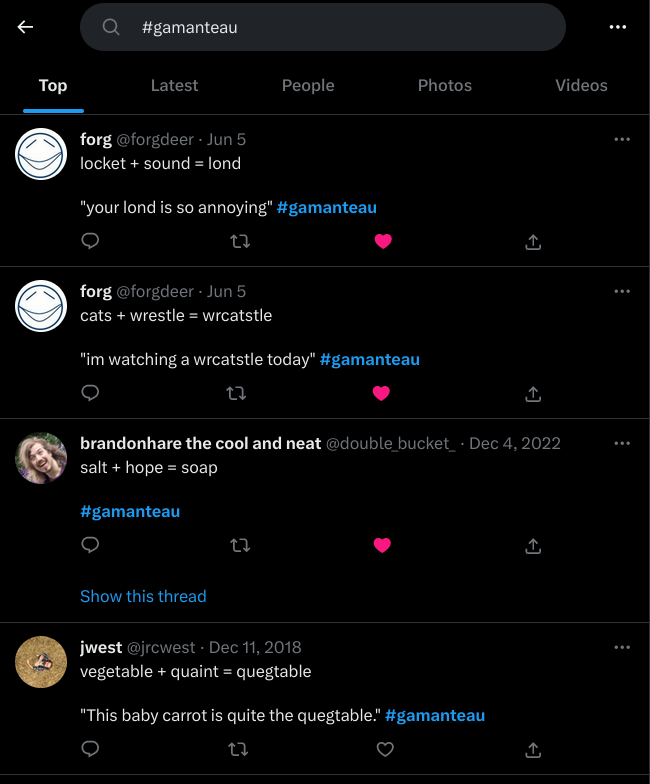 #gamanteau
Top Latest People Photos Videos
forg @forgdeer · Jun 5
locket + sound = lond
"your lond is so annoying" #gamanteau
forg @forgdeer · Jun 5
cats + wrestle = wrcatstle
"im watching a wrcatstle today" #gamanteau
brandonhare the cool and neat @double_bucket_ · Dec 4, 2022
salt + hope = soap
#gamanteau
Show this thread
jwest @jrcwest · Dec 11, 2018
vegetable + quaint = quegtable
"This baby carrot is quite the quegtable." #gamanteau